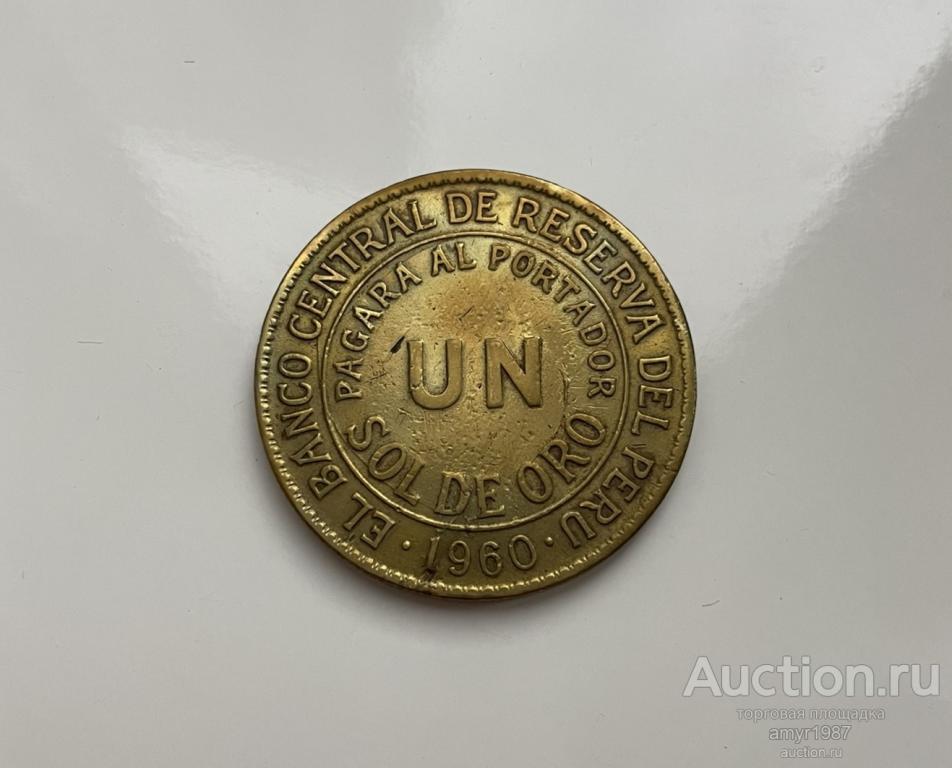 EL BANCO CENTRAL DE RESERVA DEL PERU
PAGARA AL PORTADOR
UN
SOL DE ORO
· 1960 ·
Auction.ru
торговая площадка
amyr1987
auction.ru